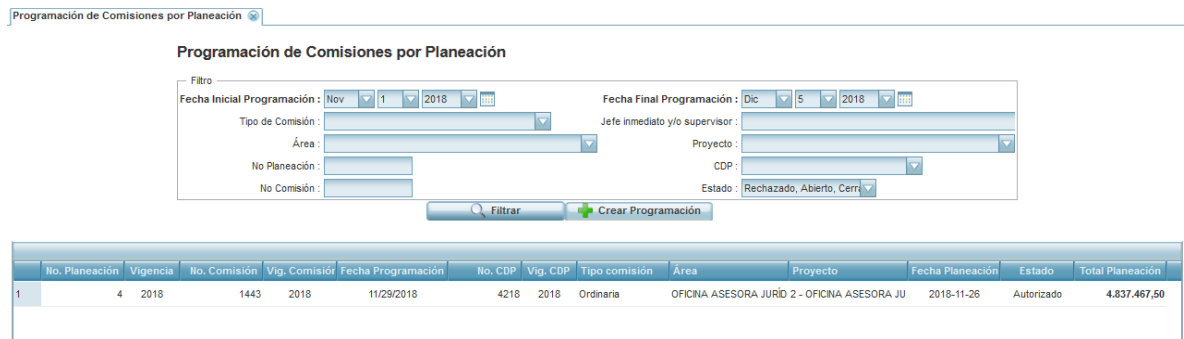 Programación de Comisiones por Planeación
Programación de Comisiones por Planeación
Filtro
Fecha Inicial Programación : Nov 1 2018 Fecha Final Programación : Dic 5 2018
Tipo de Comisión : Jefe inmediato y/o supervisor :
Área : Proyecto :
No Planeación : CDP :
No Comisión : Estado : Rechazado, Abierto, Cerra
Filtrar Crear Programación
No. Planeación Vigencia No. Comisión Vig. Comisión Fecha Programación No. CDP Vig. CDP Tipo comisión Área Proyecto Fecha Planeación Estado Total Planeación
1 4 2018 1443 2018 11/29/2018 4218 2018 Ordinaria OFICINA ASESORA JURÍD 2 - OFICINA ASESORA JU 2018-11-26 Autorizado 4.837.467,50